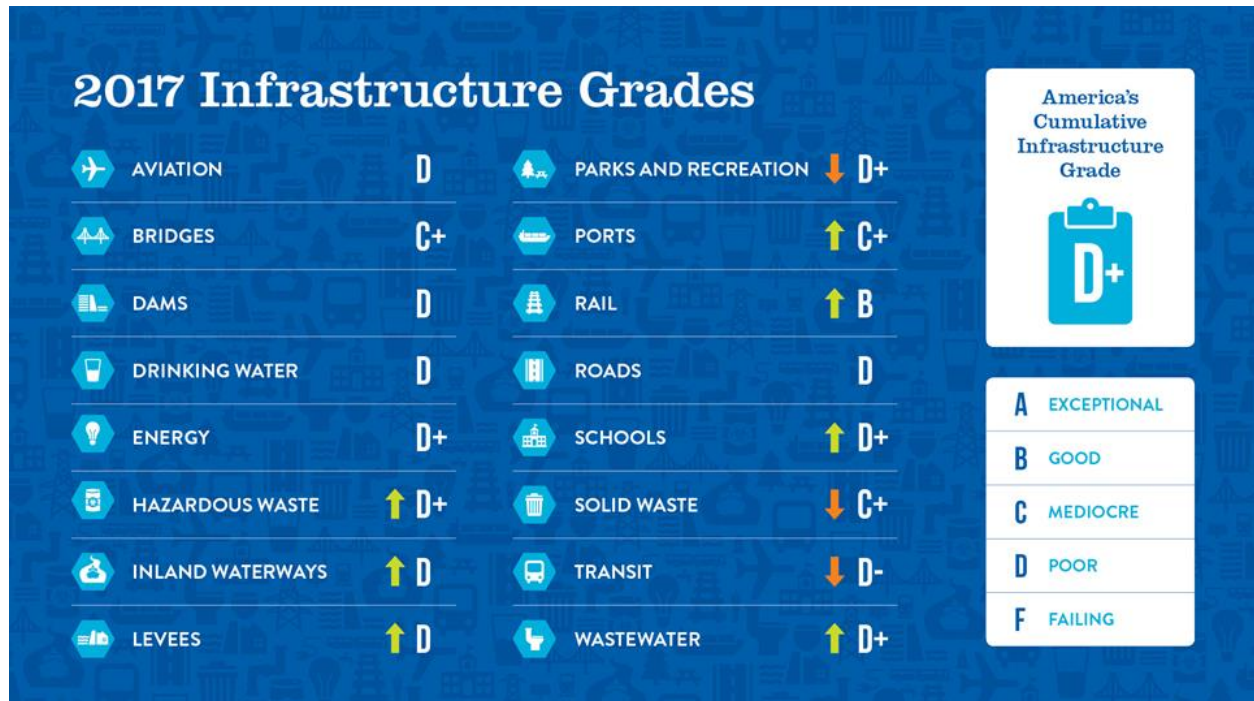 2017 Infrastructure Grades
AVIATION D
BRIDGES C+
DAMS D
DRINKING WATER D
ENERGY D+
HAZARDOUS WASTE D+
INLAND WATERWAYS D
LEVEES D
PARKS AND RECREATION D+
PORTS C+
RAIL B
ROADS D
SCHOOLS D+
SOLID WASTE C+
TRANSIT D-
WASTEWATER D+
America's
Cumulative
Infrastructure
Grade
D+
A EXCEPTIONAL
B GOOD
C MEDIOCRE
D POOR
F FAILING